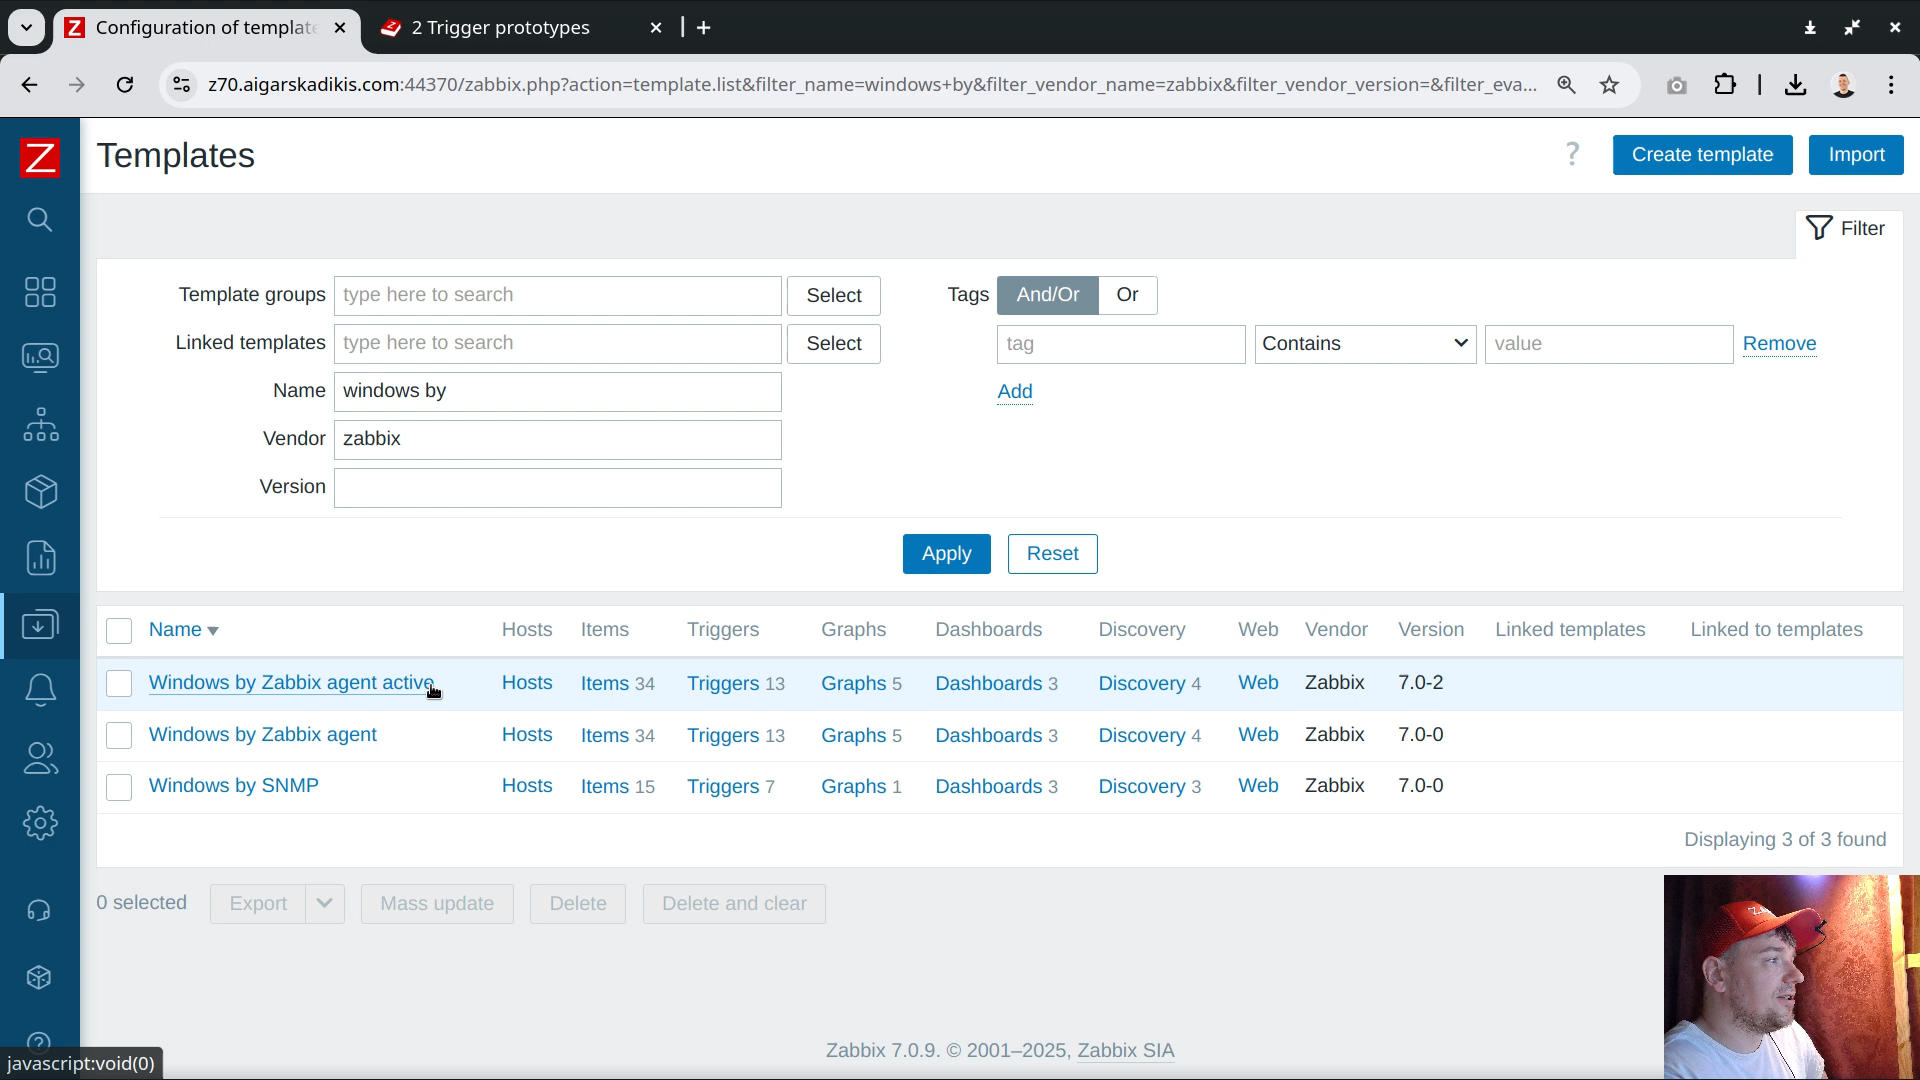 Configuration of templat
2 Trigger prototypes
z70.aigarskadikis.com:44370/zabbix.php?action=template.list&filter_name=windows+by&filter_vendor_name=zabbix&filter_vendor_version=&filter_eva...
Z
Templates
?
Create template
Import
Filter
Template groups type here to search Select
Tags And/Or Or
Linked templates type here to search Select
tag Contains value Remove
Name windows by
Add
Vendor zabbix
Version
Apply Reset
Name Hosts Items Triggers Graphs Dashboards Discovery Web Vendor Version Linked templates Linked to templates
Windows by Zabbix agent active Hosts Items 34 Triggers 13 Graphs 5 Dashboards 3 Discovery 4 Web Zabbix 7.0-2
Windows by Zabbix agent Hosts Items 34 Triggers 13 Graphs 5 Dashboards 3 Discovery 4 Web Zabbix 7.0-0
Windows by SNMP Hosts Items 15 Triggers 7 Graphs 1 Dashboards 3 Discovery 3 Web Zabbix 7.0-0
Displaying 3 of 3 found
0 selected Export Mass update Delete Delete and clear
Zabbix 7.0.9. © 2001–2025, Zabbix SIA
javascript:void(0)